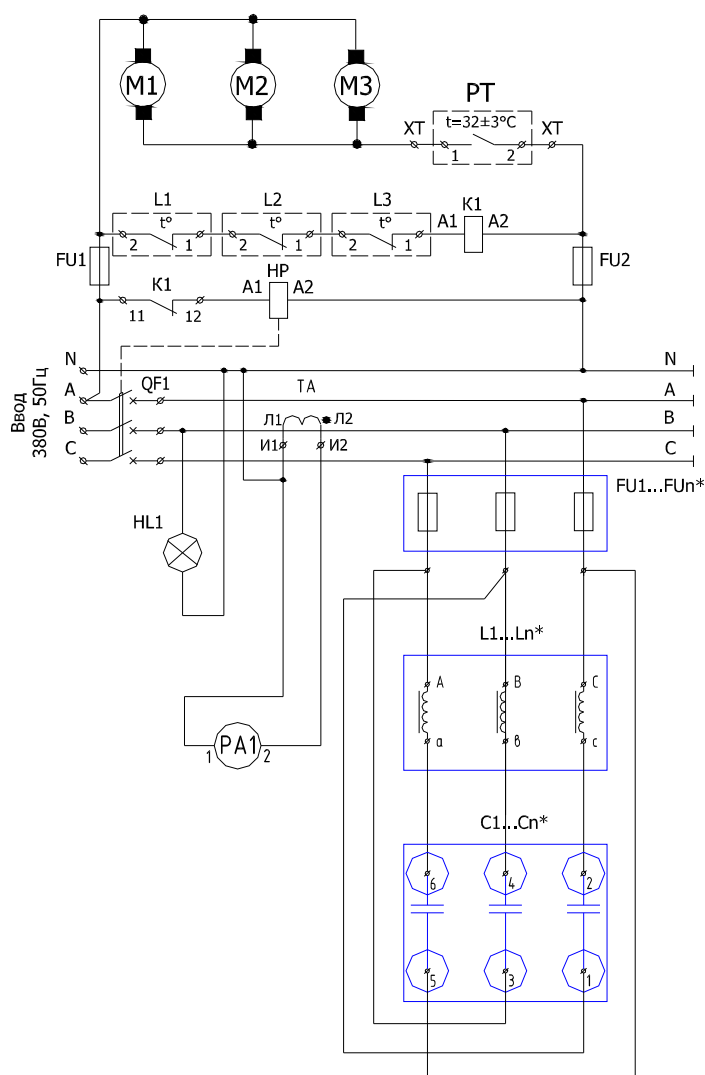 M1 M2 M3
PT
t=32±3°C
XT XT
1 2
L1 L2 L3 K1
t° t° t°
A1 A2
2 1 2 1 2 1
FU1 FU2
K1 HP
A1 A2
11 12
N N
A QF1 TA A
Ввод
380В, 50Гц
B Л1 Л2 B
И1 И2
C C
FU1...FUn*
HL1
L1...Ln*
A B C
a в c
1 PA1 2
C1...Cn*
6 4 2
5 3 1